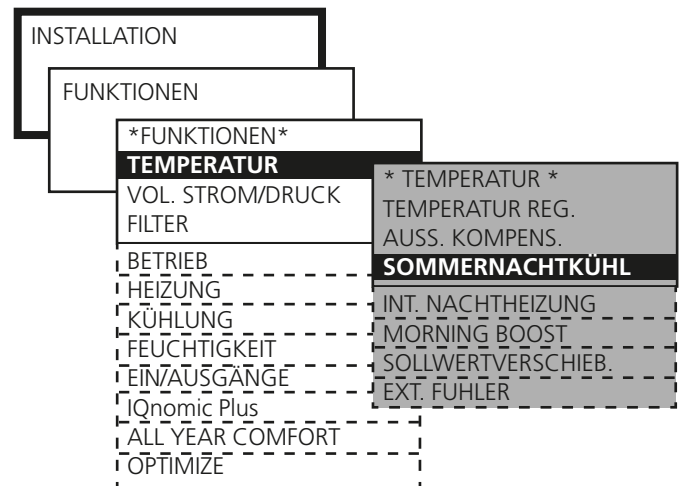 INSTALLATION
FUNKTIONEN
*FUNKTIONEN*
TEMPERATUR
VOL. STROM/DRUCK
FILTER
BETRIEB
HEIZUNG
KÜHLUNG
FEUCHTIGKEIT
EIN/AUSGÄNGE
IQnomic Plus
ALL YEAR COMFORT
OPTIMIZE
* TEMPERATUR *
TEMPERATUR REG.
AUSS. KOMPENS.
SOMMERNACHTKÜHL
INT. NACHTHEIZUNG
MORNING BOOST
SOLLWERTVERSCHIEB.
EXT. FUHLER